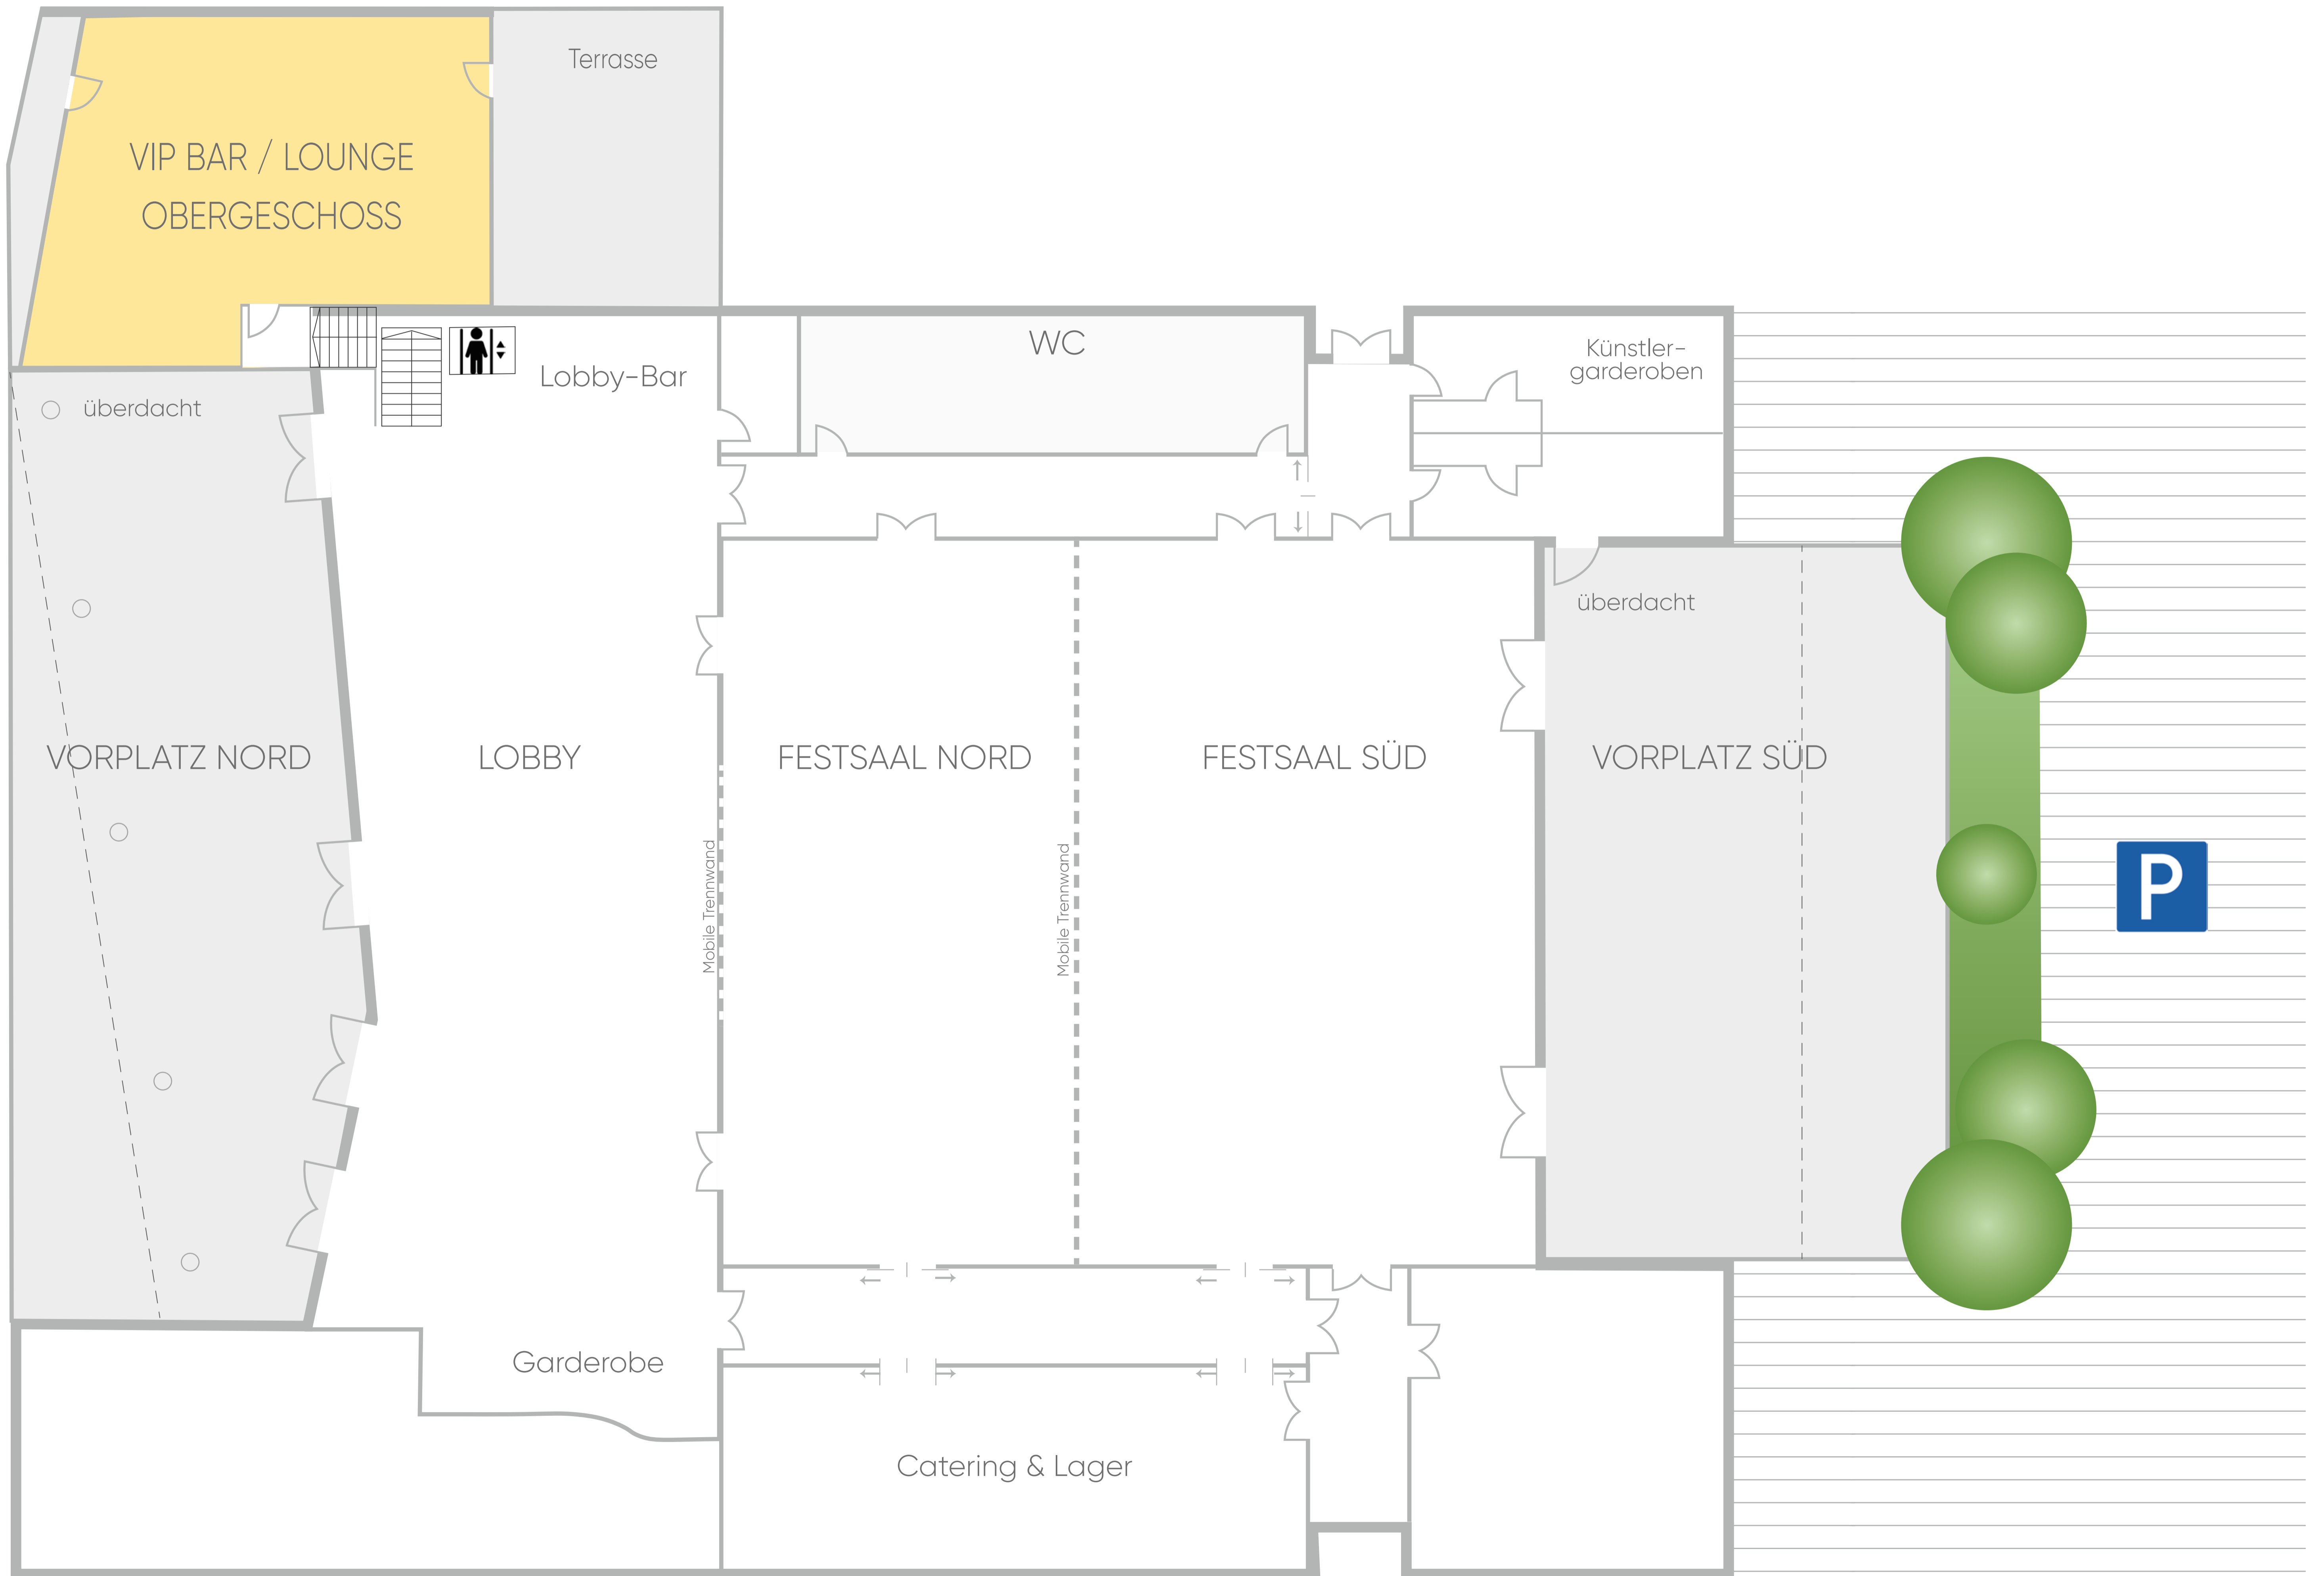 Terrasse
VIP BAR / LOUNGE
OBERGESCHOSS
WC
Künstler-
garderoben
Lobby-Bar
überdacht
überdacht
VORPLATZ NORD
LOBBY
FESTSAAL NORD
FESTSAAL SÜD
VORPLATZ SÜD
Mobile Trennwand
Mobile Trennwand
P
Garderobe
Catering & Lager